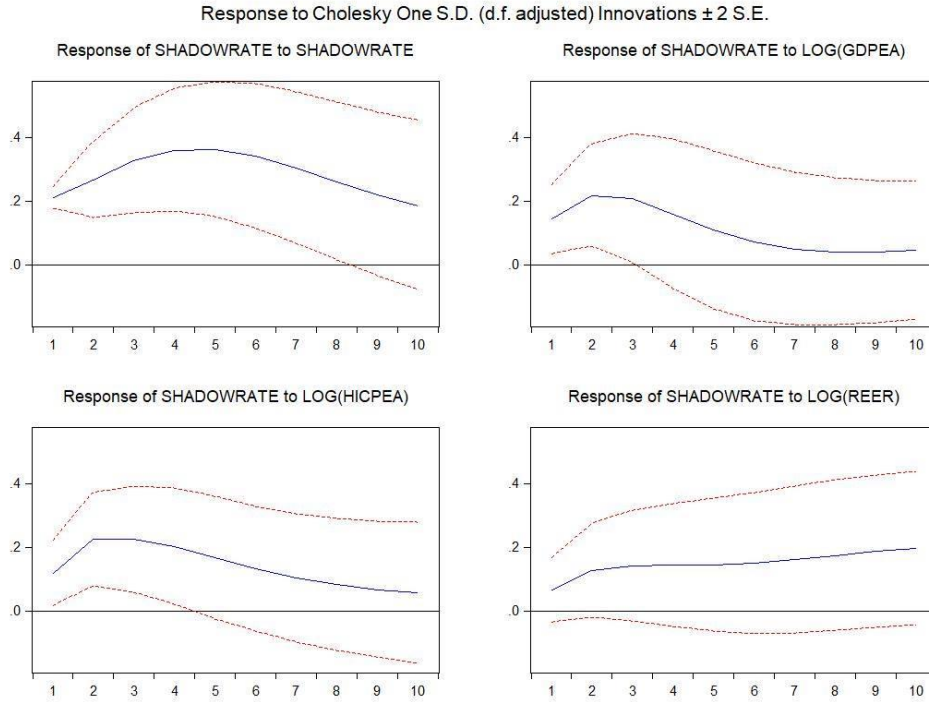 Response to Cholesky One S.D. (d.f. adjusted) Innovations ± 2 S.E.
Response of SHADOWRATE to SHADOWRATE
.4
.2
.0
1 2 3 4 5 6 7 8 9 10
Response of SHADOWRATE to LOG(GDPEA)
.4
.2
.0
1 2 3 4 5 6 7 8 9 10
Response of SHADOWRATE to LOG(HICPEA)
.4
.2
.0
1 2 3 4 5 6 7 8 9 10
Response of SHADOWRATE to LOG(REER)
.4
.2
.0
1 2 3 4 5 6 7 8 9 10